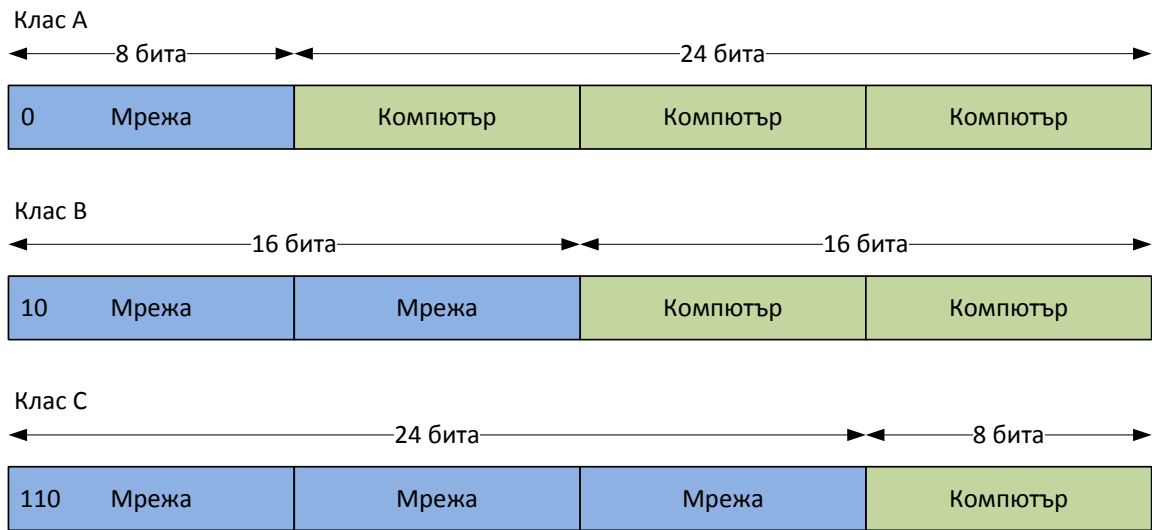 Клас A
8 бита 24 бита
0 Мрежа Компютър Компютър Компютър
Клас B
16 бита 16 бита
10 Мрежа Мрежа Компютър Компютър
Клас C
24 бита 8 бита
110 Мрежа Мрежа Мрежа Компютър